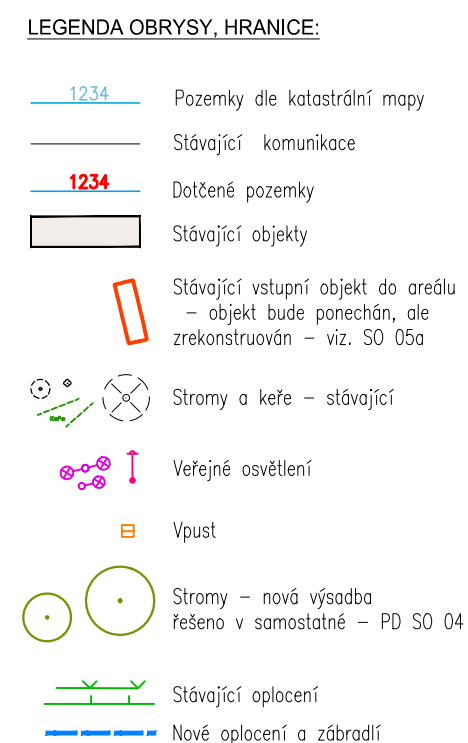 LEGENDA OBRYSY, HRANICE:
1234 Pozemky dle katastrální mapy
Stávající komunikace
1234 Dotčené pozemky
Stávající objekty
Stávající vstupní objekt do areálu
– objekt bude ponechán, ale
zrekonstruován – viz. SO 05a
Keře Stromy a keře – stávající
Veřejné osvětlení
Vpust
Stromy – nová výsadba
řešeno v samostatné – PD SO 04
Stávající oplocení
Nové oplocení a zábradlí